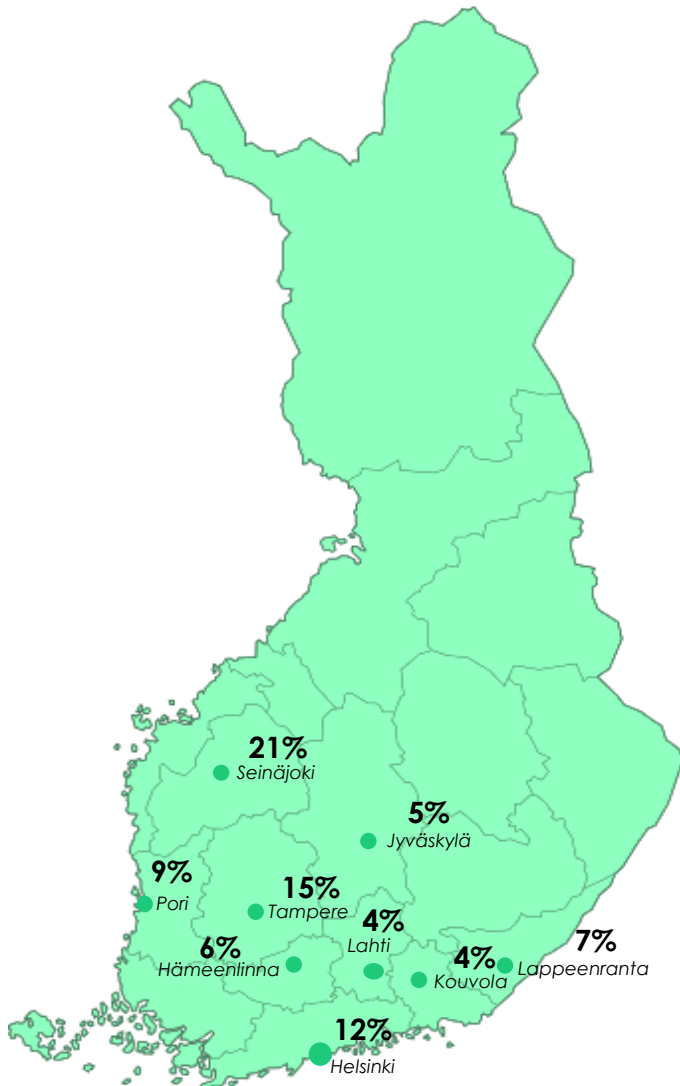 21%
Seinäjoki
5%
Jyväskylä
9%
Pori
15%
Tampere
4%
Lahti
6%
Hämeenlinna
4%
Kouvola
7%
Lappeenranta
12%
Helsinki